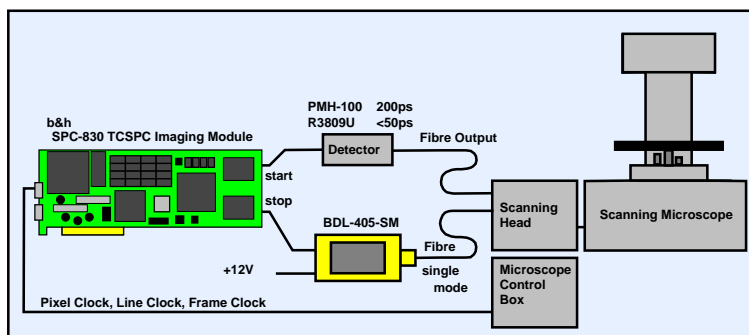 b&h
SPC-830 TCSPC Imaging Module
PMH-100 200ps
R3809U <50ps
Fibre Output
Detector
start
stop
Scanning
Head
Scanning Microscope
BDL-405-SM
Fibre
single
mode
+12V
Microscope
Control
Box
Pixel Clock, Line Clock, Frame Clock